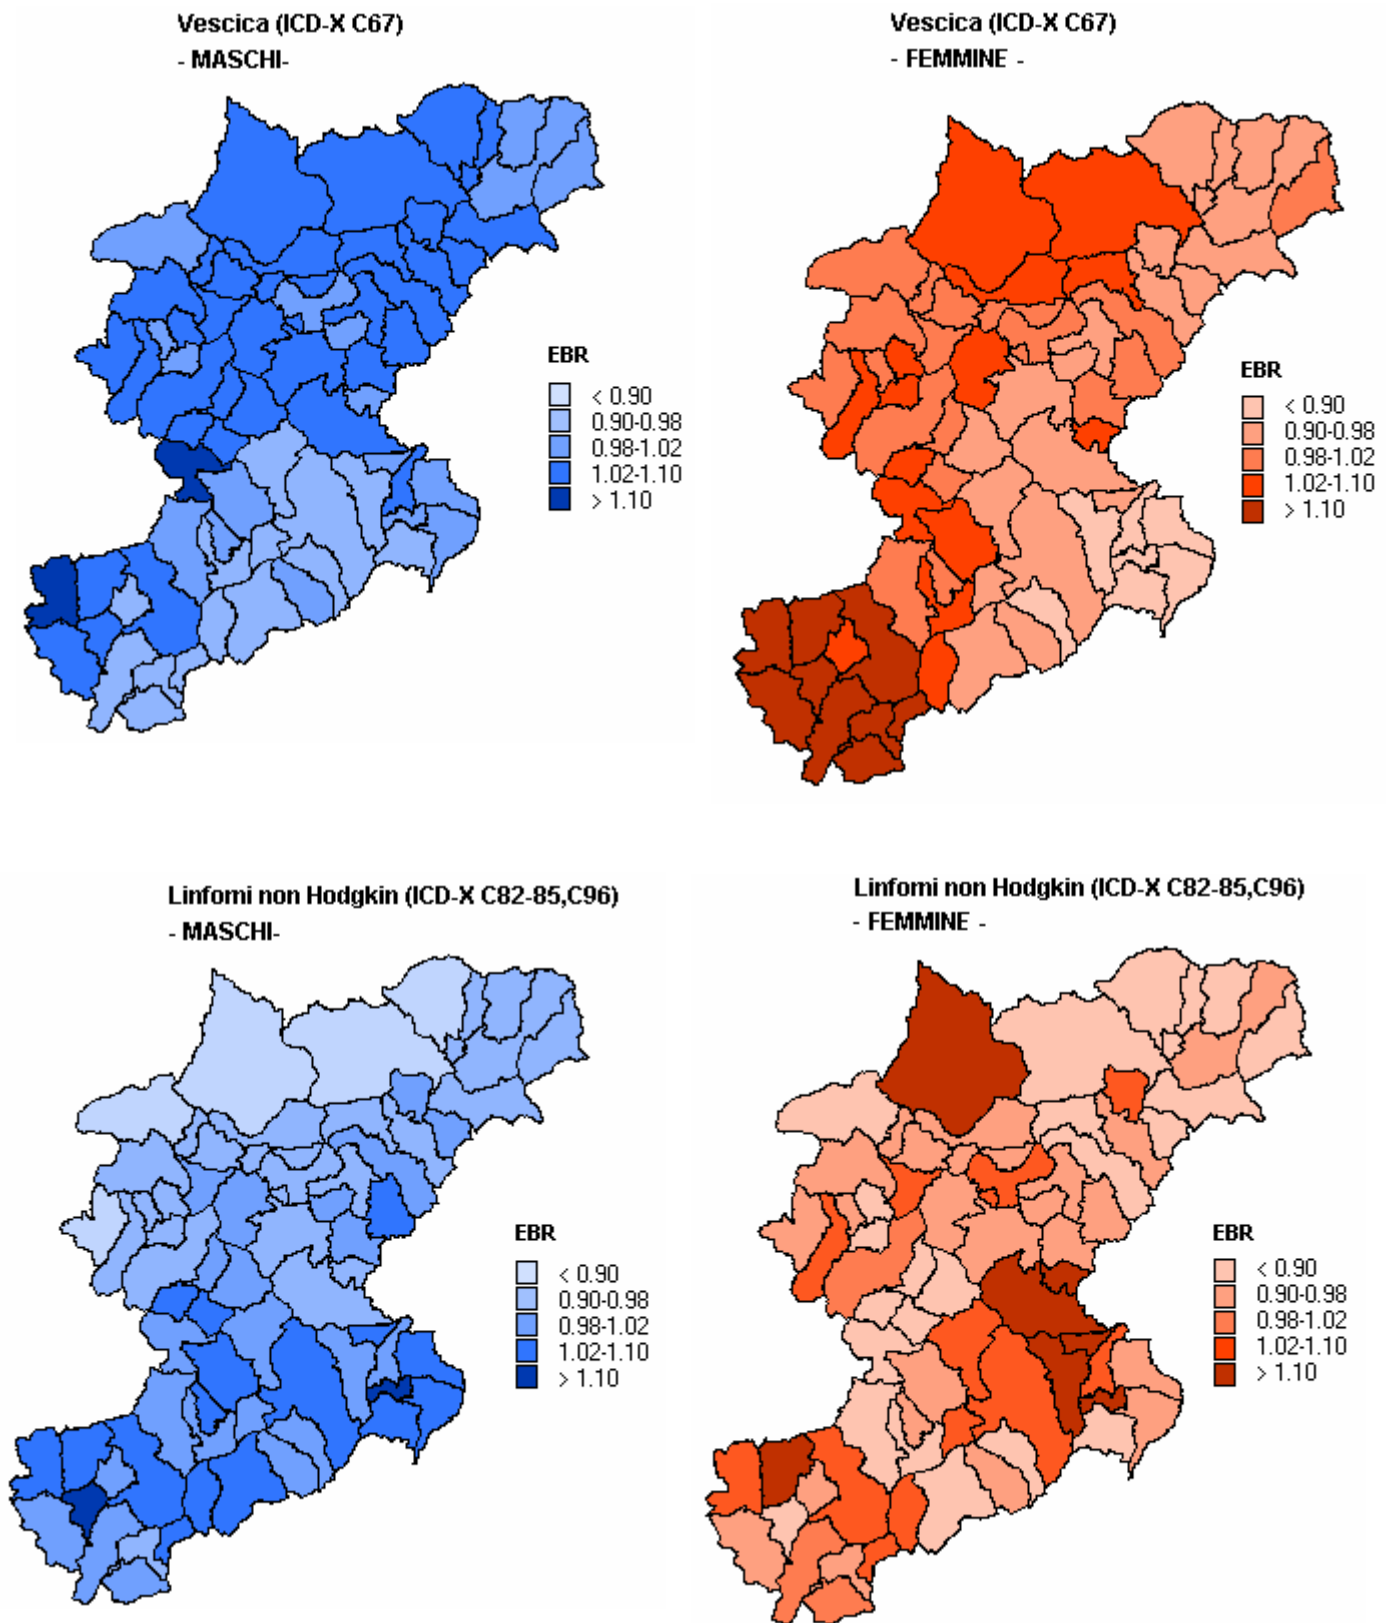 Vescica (ICD-X C67)
- MASCHI-
EBR
< 0.90
0.90-0.98
0.98-1.02
1.02-1.10
> 1.10
Vescica (ICD-X C67)
- FEMMINE -
EBR
< 0.90
0.90-0.98
0.98-1.02
1.02-1.10
> 1.10
Linfomi non Hodgkin (ICD-X C82-85,C96)
- MASCHI-
EBR
< 0.90
0.90-0.98
0.98-1.02
1.02-1.10
> 1.10
Linfomi non Hodgkin (ICD-X C82-85,C96)
- FEMMINE -
EBR
< 0.90
0.90-0.98
0.98-1.02
1.02-1.10
> 1.10